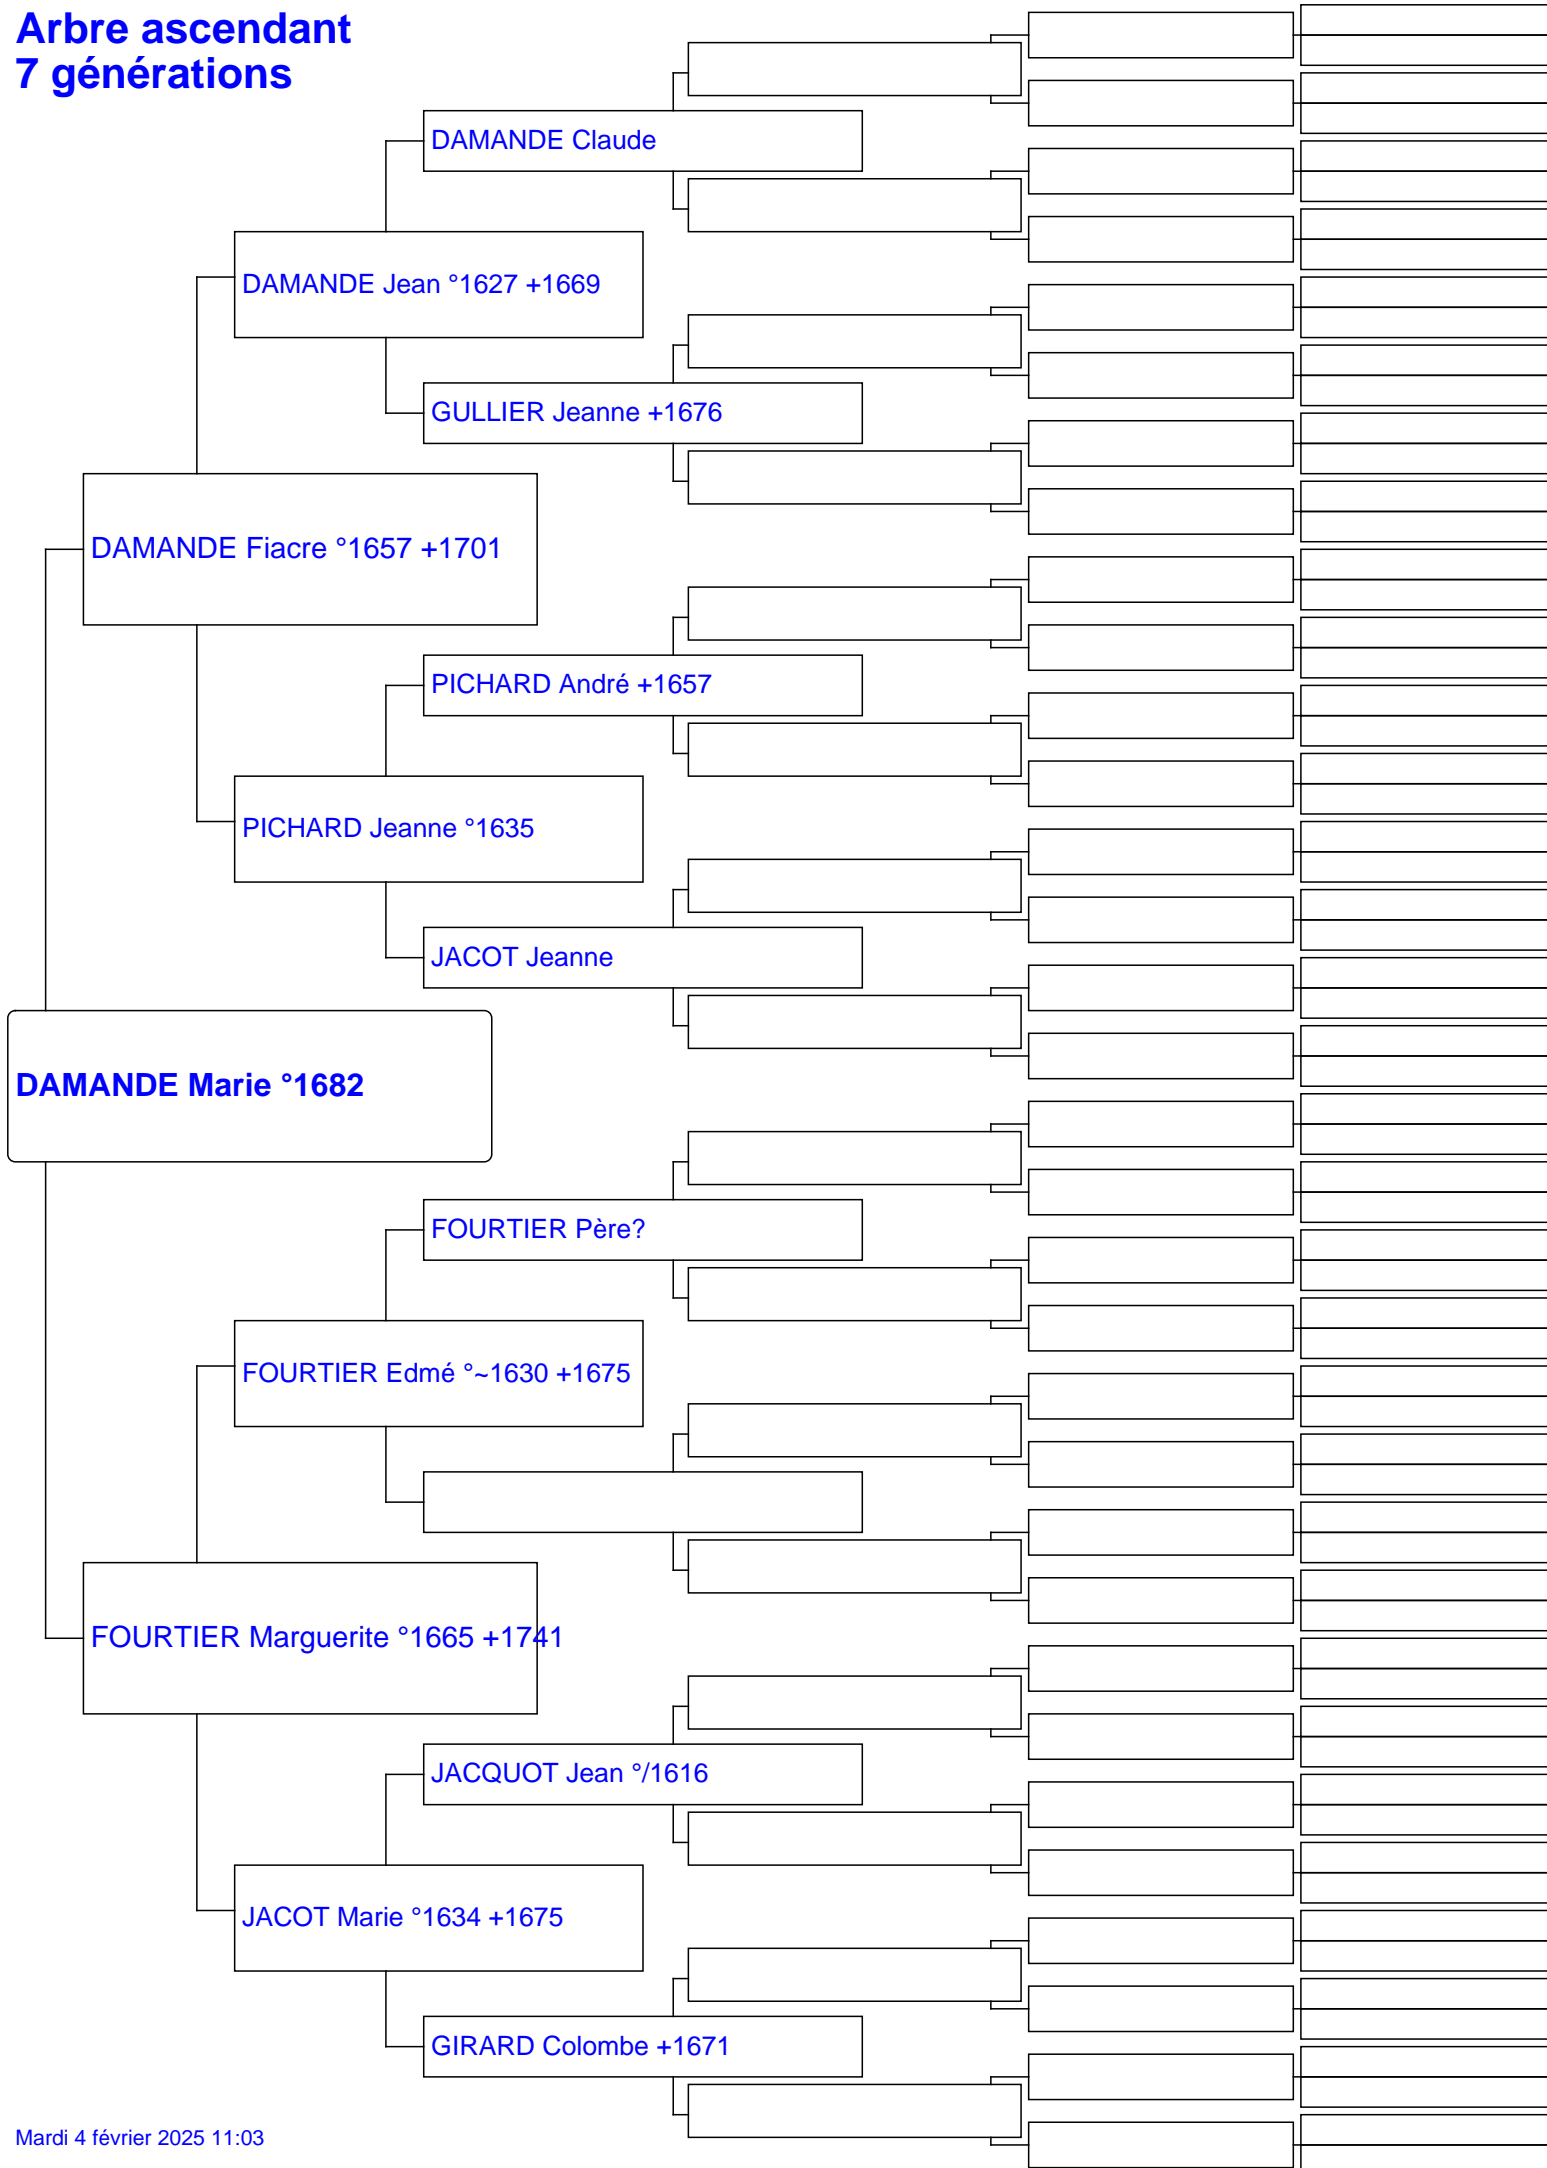 Arbre ascendant
7 générations
DAMANDE Claude
DAMANDE Jean °1627 +1669
GULLIER Jeanne +1676
DAMANDE Fiacre °1657 +1701
PICHARD André +1657
PICHARD Jeanne °1635
JACOT Jeanne
DAMANDE Marie °1682
FOURTIER Père?
FOURTIER Edmé °~1630 +1675
FOURTIER Marguerite °1665 +1741
JACQUOT Jean °/1616
JACOT Marie °1634 +1675
GIRARD Colombe +1671
Mardi 4 février 2025 11:03